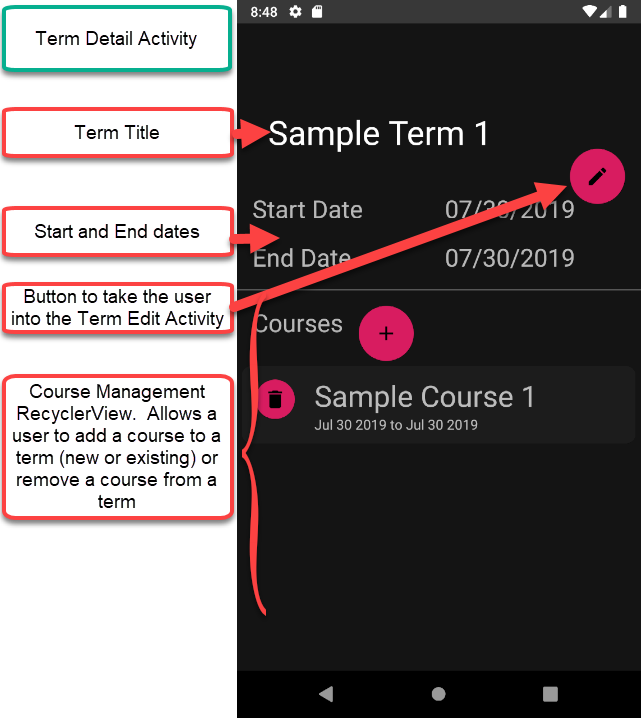 Term Detail Activity
Term Title
Start and End dates
Button to take the user
into the Term Edit Activity
Course Management
RecyclerView.  Allows a
user to add a course to a
term (new or existing) or
remove a course from a
term
8:48
Sample Term 1
Start Date 07/30/2019
End Date 07/30/2019
Courses
+
Sample Course 1
Jul 30 2019 to Jul 30 2019